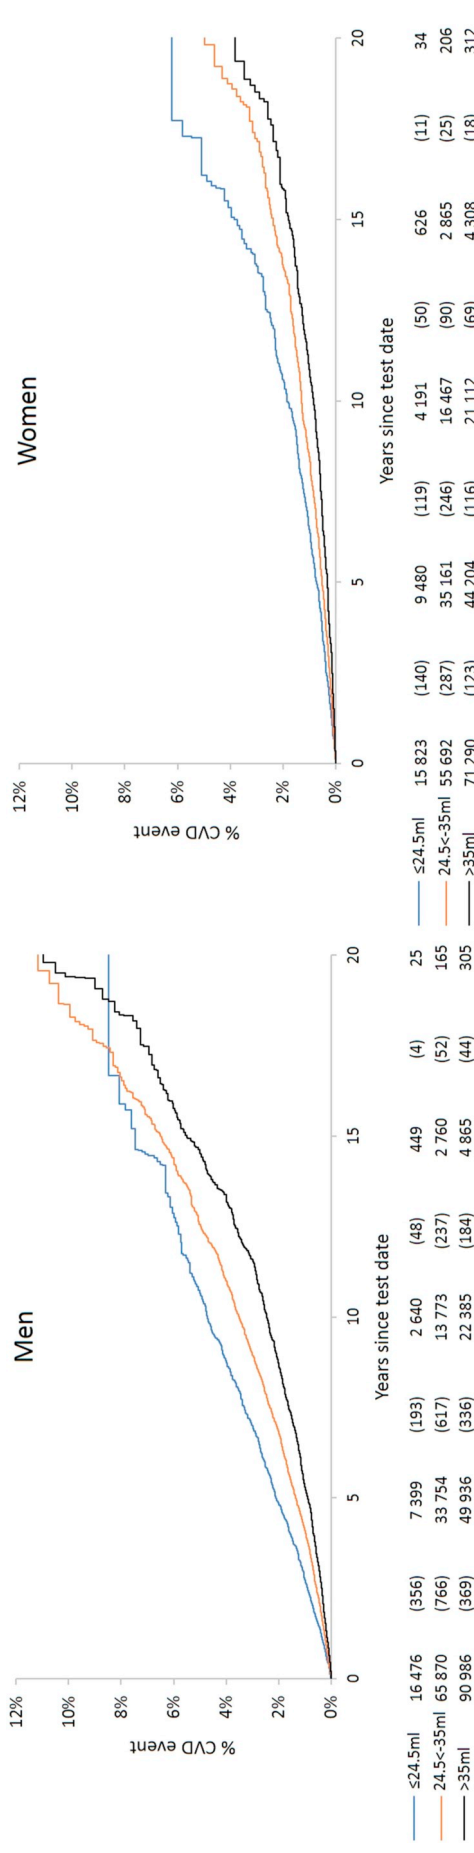 Men
12%
10%
8%
6%
4%
2%
0%
% CVD event
0 5 10 15 20
Years since test date
≤24.5ml 16 476 (356) 7 399 (193) 2 640 (48) 449 (4) 25
24.5<-35ml 65 870 (766) 33 754 (617) 13 773 (237) 2 760 (52) 165
>35ml 90 986 (369) 49 936 (336) 22 385 (184) 4 865 (44) 305
Women
12%
10%
8%
6%
4%
2%
0%
% CVD event
0 5 10 15 20
Years since test date
≤24.5ml 15 823 (140) 9 480 (119) 4 191 (50) 626 (11) 34
24.5<-35ml 55 692 (287) 35 161 (246) 16 467 (90) 2 865 (25) 206
>35ml 71 290 (123) 44 204 (116) 21 112 (69) 4 308 (18) 312